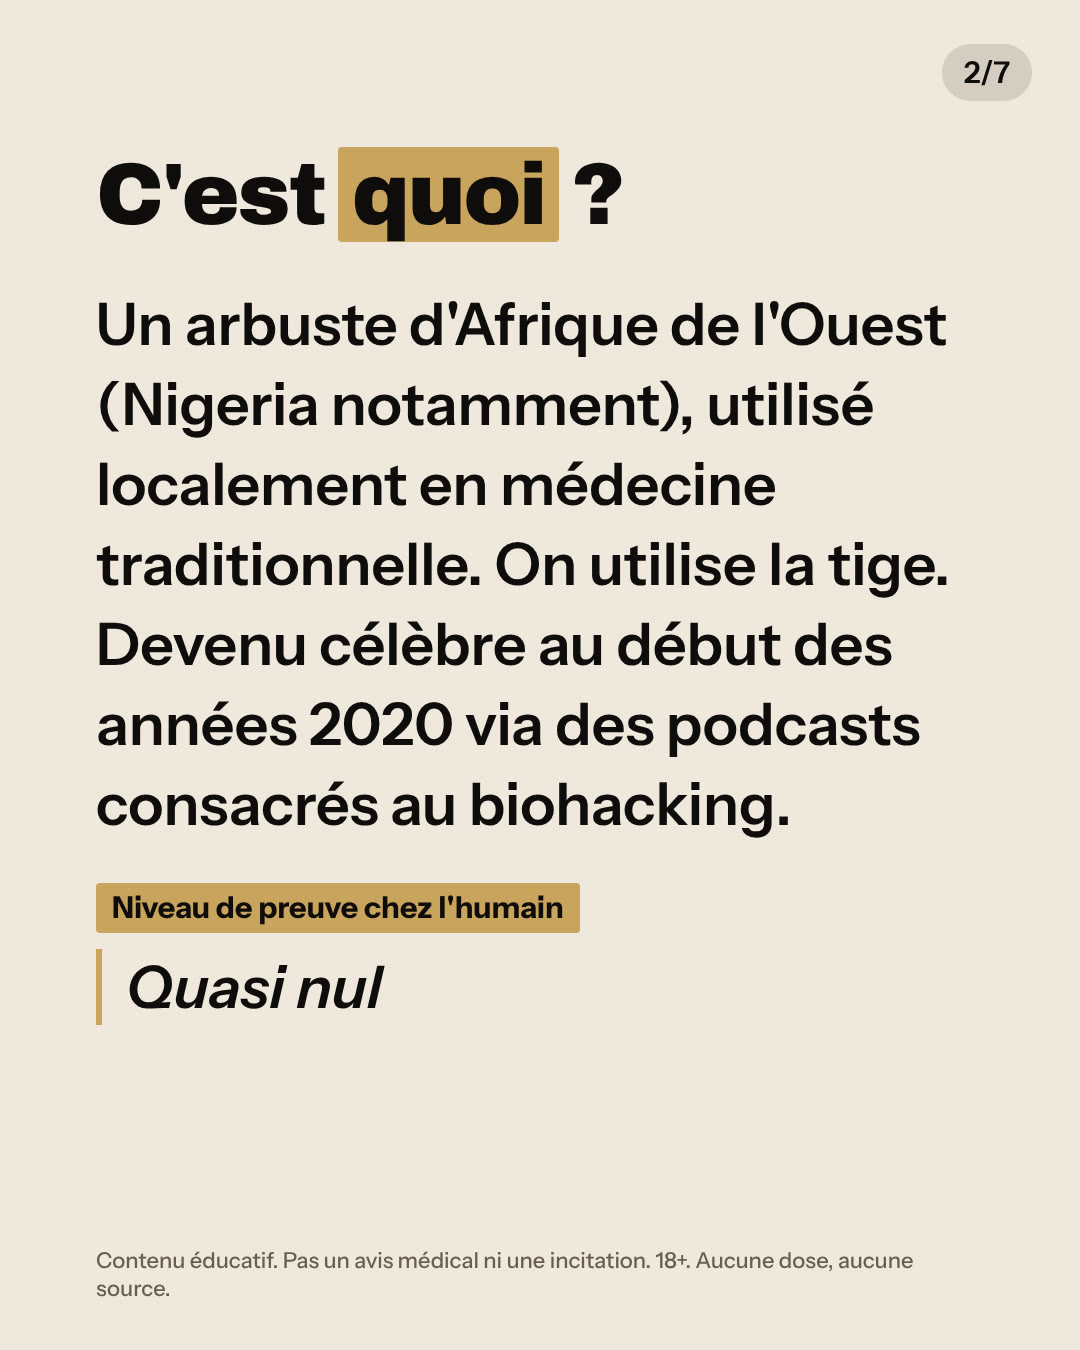 2/7
C'est quoi ?
Un arbuste d'Afrique de l'Ouest
(Nigeria notamment), utilisé
localement en médecine
traditionnelle. On utilise la tige.
Devenu célèbre au début des
années 2020 via des podcasts
consacrés au biohacking.
Niveau de preuve chez l'humain
Quasi nul
Contenu éducatif. Pas un avis médical ni une incitation. 18+. Aucune dose, aucune
source.